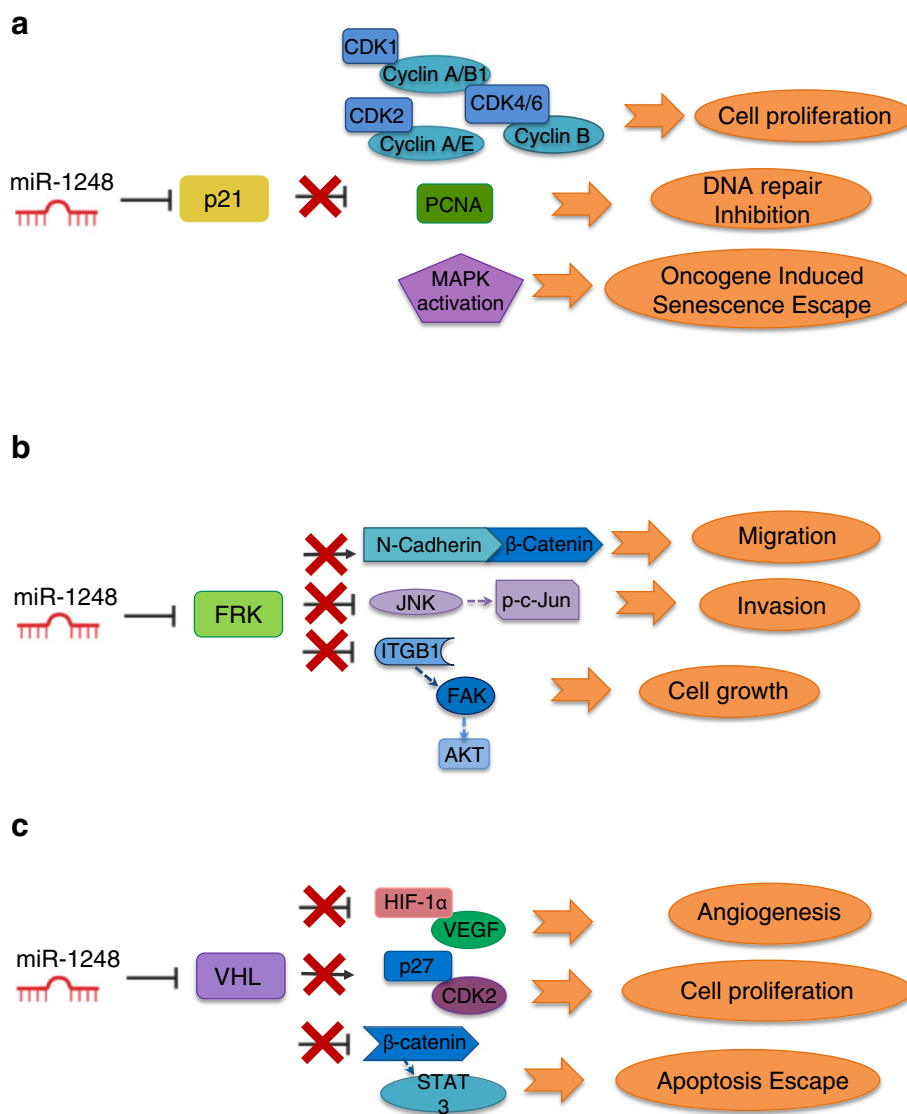 a
CDK1
Cyclin A/B1
CDK4/6
CDK2
Cyclin A/E
Cyclin B
Cell proliferation
miR-1248
p21
PCNA
DNA repair
Inhibition
MAPK
activation
Oncogene Induced
Senescence Escape
b
N-Cadherin
β-Catenin
Migration
miR-1248
FRK
JNK
p-c-Jun
Invasion
ITGB1
FAK
Cell growth
AKT
c
HIF-1α
VEGF
Angiogenesis
miR-1248
VHL
p27
CDK2
Cell proliferation
β-catenin
STAT
3
Apoptosis Escape